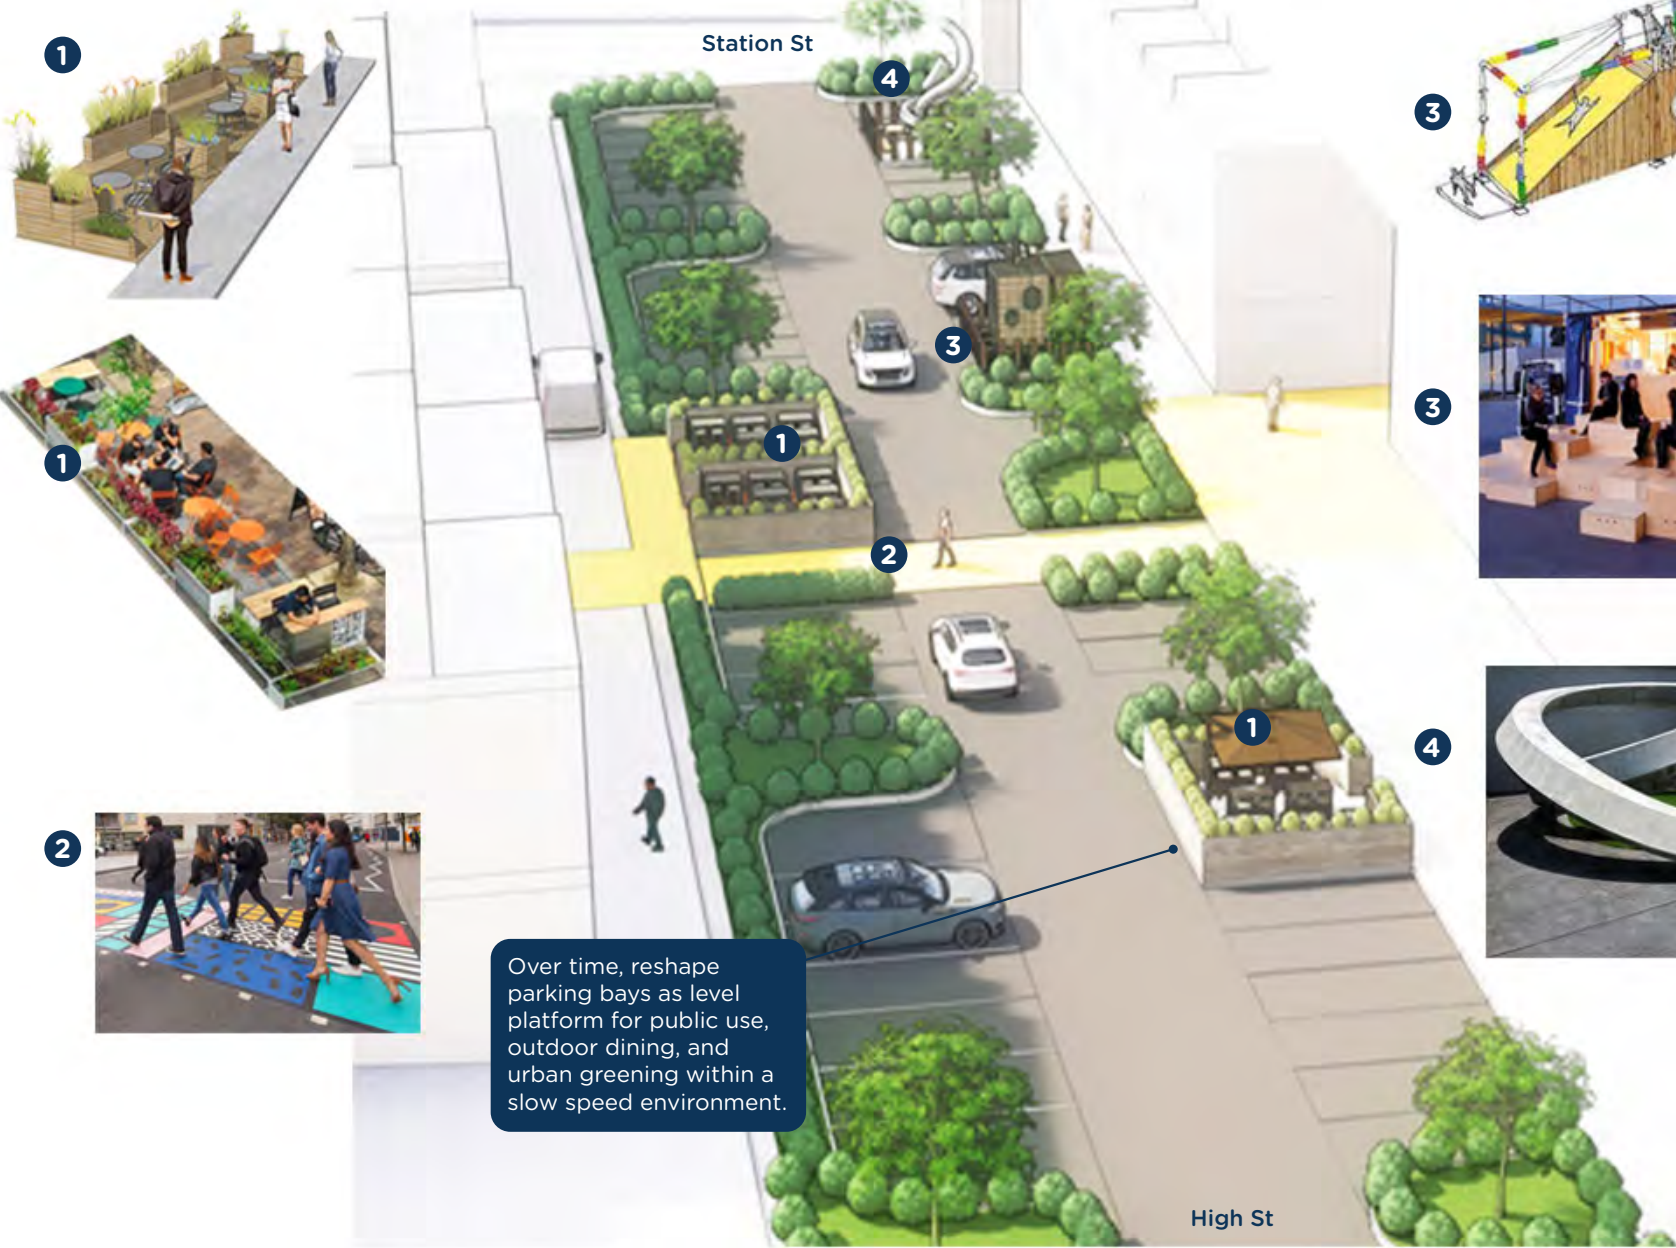 1
Station St
4
3
3
3
1
1
2
1
4
2
Over time, reshape
parking bays as level
platform for public use,
outdoor dining, and
urban greening within a
slow speed environment.
High St